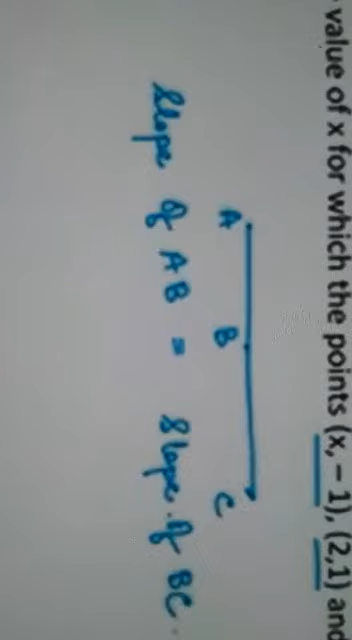 value of x for which the points (x, – 1), (2,1) and
A B C
Slope of AB = Slope of BC.